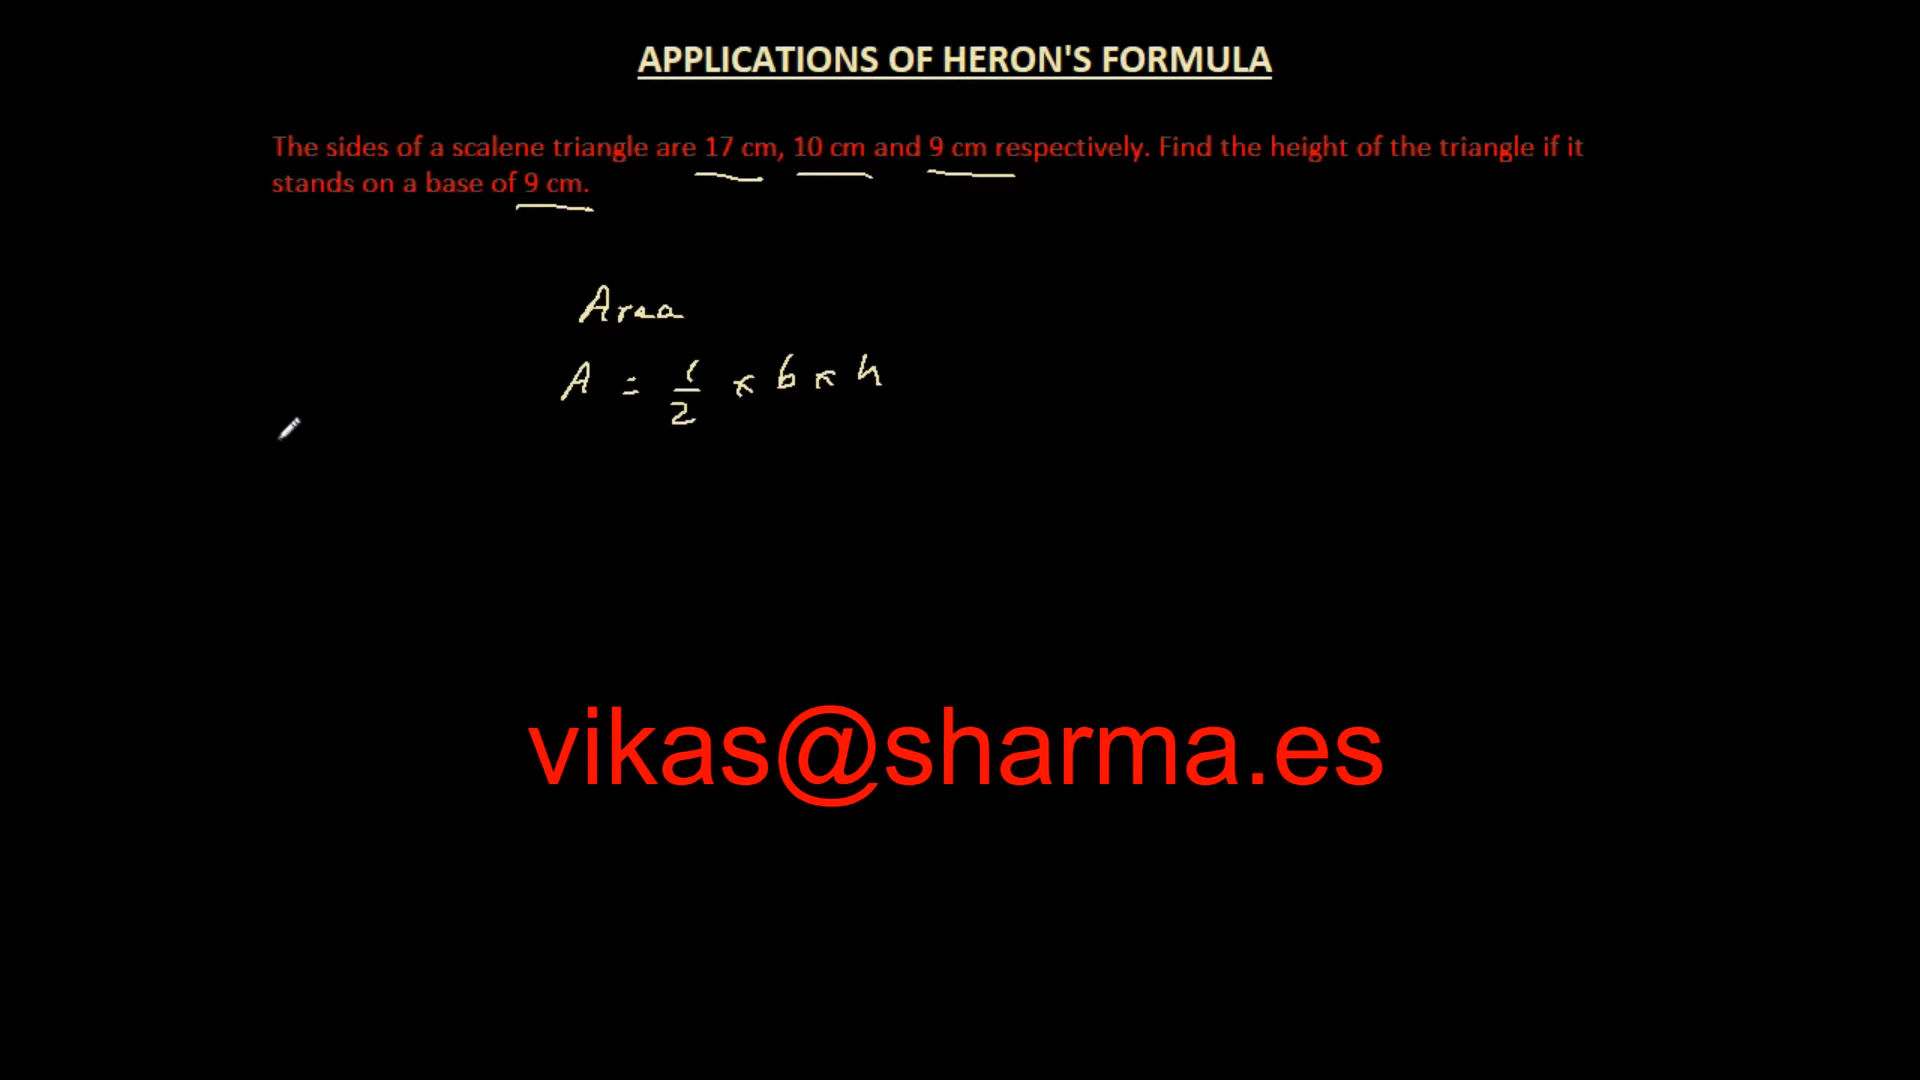 APPLICATIONS OF HERON'S FORMULA
The sides of a scalene triangle are 17 cm, 10 cm and 9 cm respectively. Find the height of the triangle if it
stands on a base of 9 cm.
Area
A = 1/2 × b × h
vikas@sharma.es